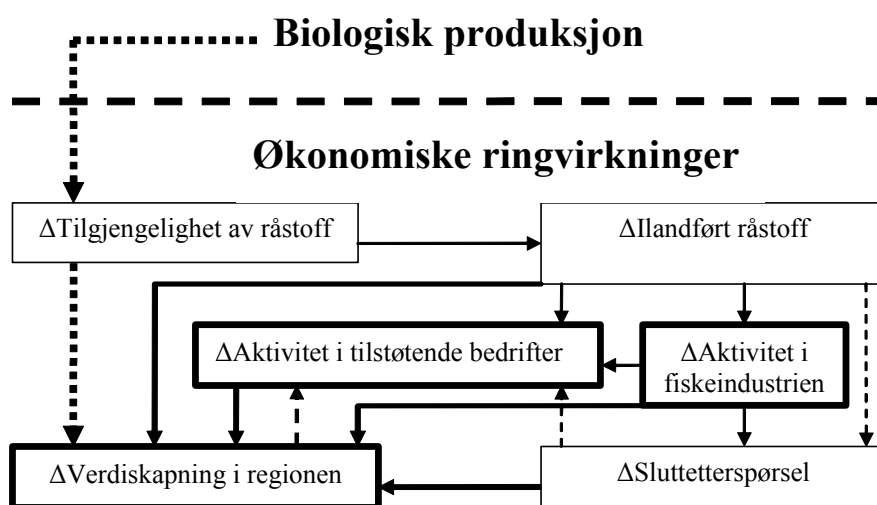 Biologisk produksjon
Økonomiske ringvirkninger
ΔTilgjengelighet av råstoff
ΔIlandført råstoff
ΔAktivitet i tilstøtende bedrifter
ΔAktivitet i
fiskeindustrien
ΔVerdiskapning i regionen
ΔSluttetterspørsel